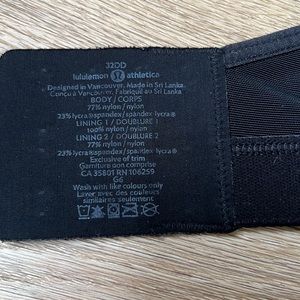 32DD
lululemon athletica
Designed in Vancouver. Made in Sri Lanka.
Conçu à Vancouver. Fabriqué au Sri Lanka.
BODY / CORPS
77% nylon / nylon
23% lycra®spandex/spandex lycra®
LINING 1 / DOUBLURE 1
100% nylon / nylon
LINING 2 / DOUBLURE 2
77% nylon / nylon
23% lycra®spandex/spandex lycra®
Exclusive of trim
Garniture non comprise
CA 35801 RN 106259
G6
Wash with like colours only
Laver avec couleurs
similaires seulement